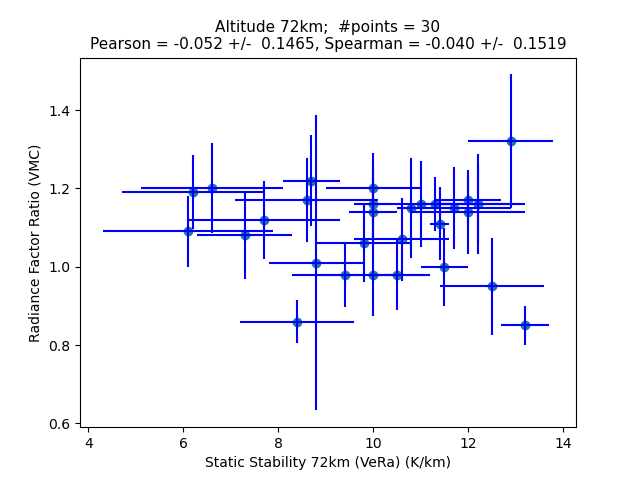 Altitude 72km;  #points = 30
Pearson = -0.052 +/-  0.1465, Spearman = -0.040 +/-  0.1519
Radiance Factor Ratio (VMC)
1.4
1.2
1.0
0.8
0.6
4 6 8 10 12 14
Static Stability 72km (VeRa) (K/km)